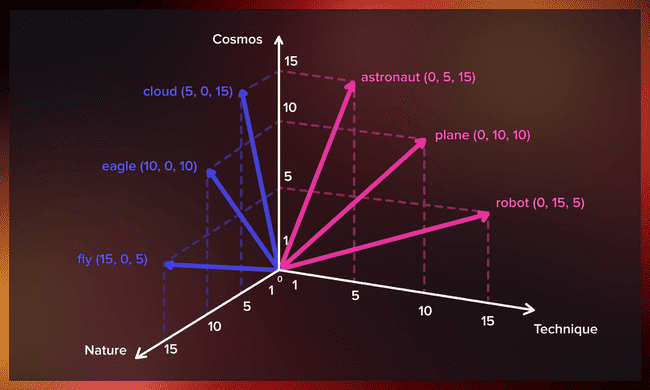 Cosmos
15
cloud (5, 0, 15)
astronaut (0, 5, 15)
10
plane (0, 10, 10)
eagle (10, 0, 10)
5
robot (0, 15, 5)
1
fly (15, 0, 5)
0
1
1
5
5
10
10
15
15
Technique
Nature